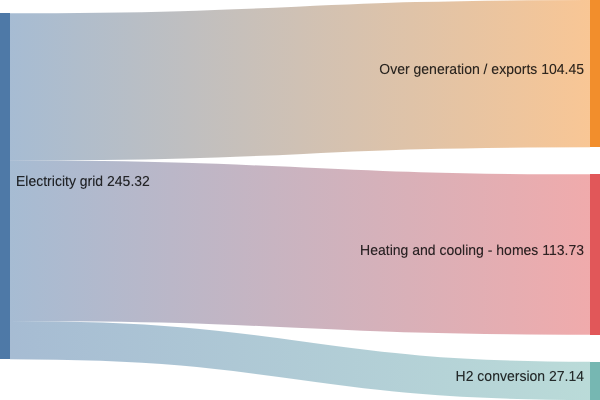 Over generation / exports 104.45
Electricity grid 245.32
Heating and cooling - homes 113.73
H2 conversion 27.14